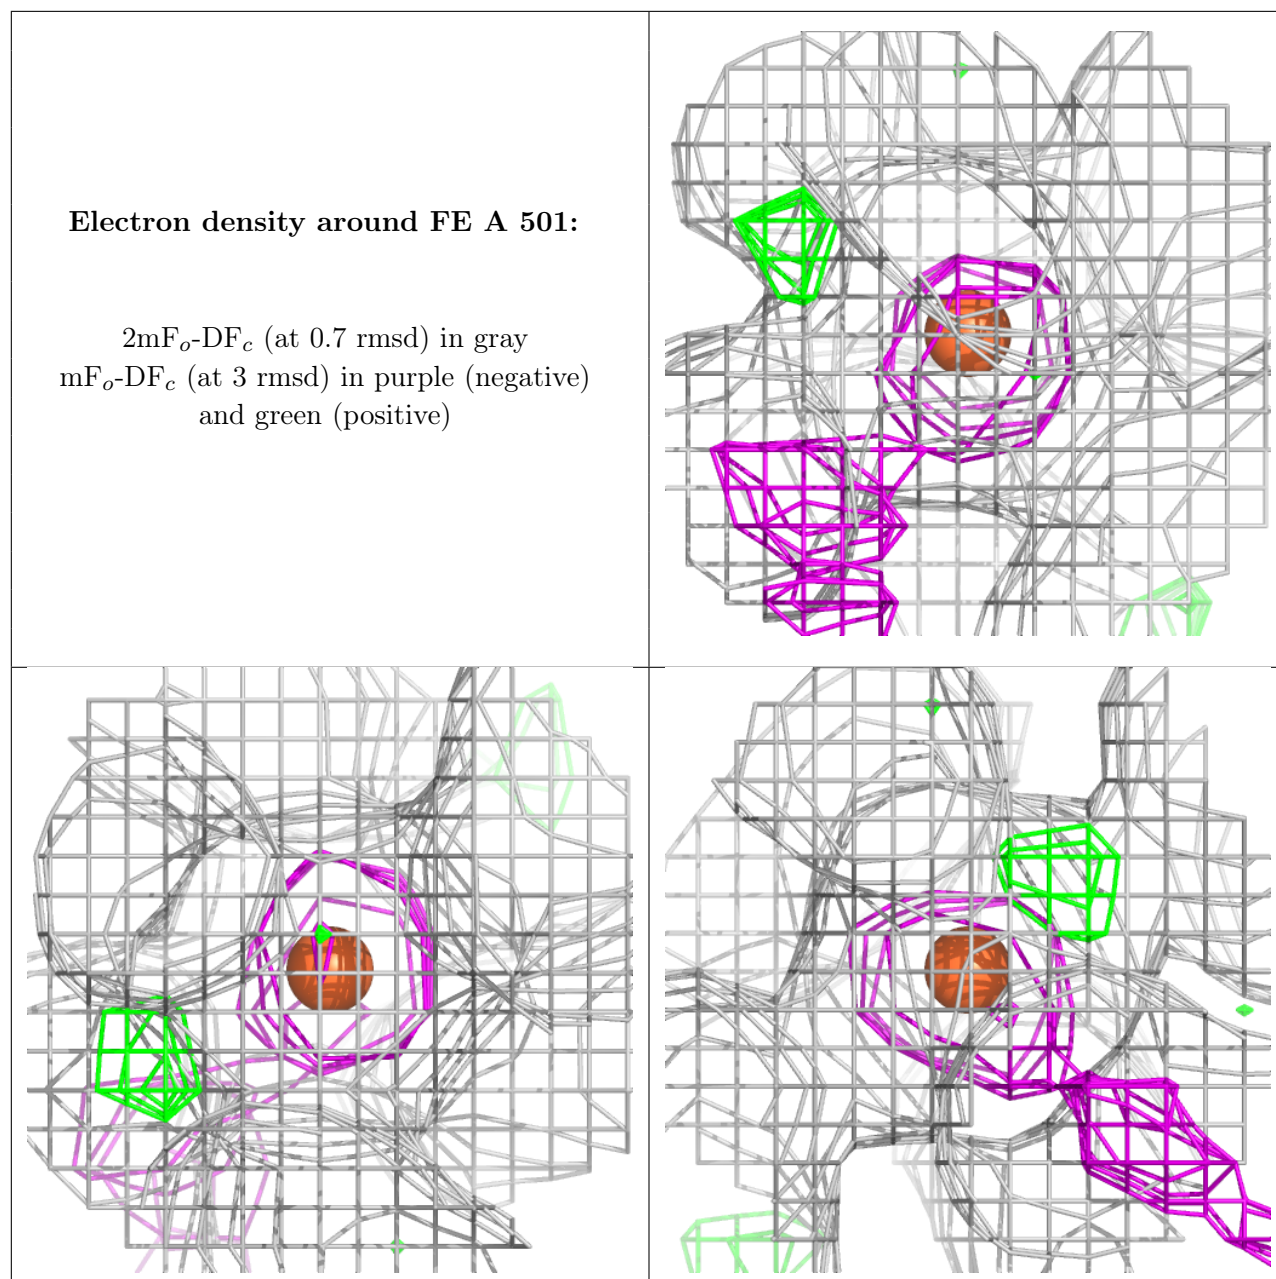 Electron density around FE A 501:
2mFo-DFc (at 0.7 rmsd) in gray
mFo-DFc (at 3 rmsd) in purple (negative)
and green (positive)